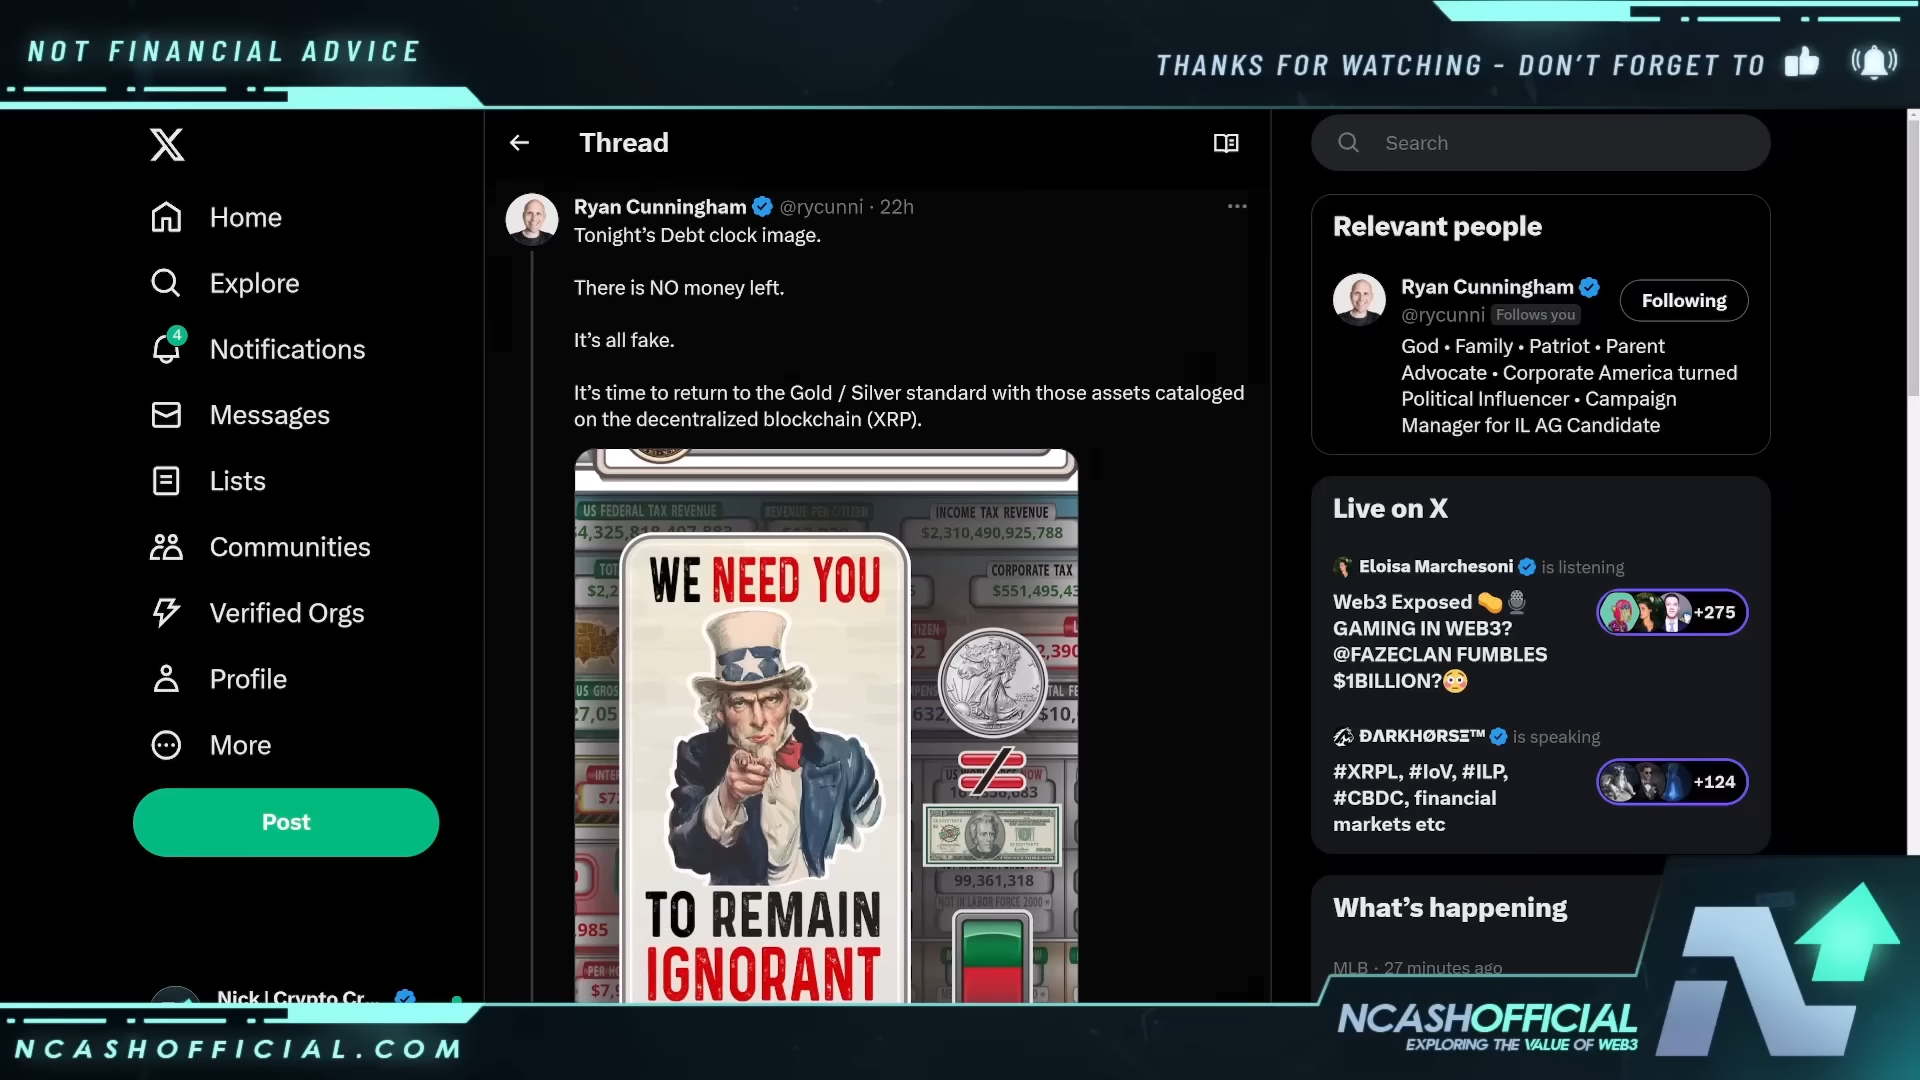 NOT FINANCIAL ADVICE
THANKS FOR WATCHING - DON'T FORGET TO
Home
Explore
4
Notifications
Messages
Lists
Communities
Verified Orgs
Profile
More
Post
Nick | Crypto Cr...
Thread
Ryan Cunningham @rycunni · 22h
Tonight's Debt clock image.
There is NO money left.
It's all fake.
It's time to return to the Gold / Silver standard with those assets cataloged
on the decentralized blockchain (XRP).
US FEDERAL TAX REVENUE
REVENUE PER CITIZEN
INCOME TAX REVENUE
$2,310,490,925,788
CORPORATE TAX
$551,495,43
WE NEED YOU
TO REMAIN
IGNORANT
99,361,318
NOT IN LABOR FORCE 2000
985
Search
Relevant people
Ryan Cunningham
@rycunni Follows you
Following
God • Family • Patriot • Parent
Advocate • Corporate America turned
Political Influencer • Campaign
Manager for IL AG Candidate
Live on X
Eloisa Marchesoni is listening
Web3 Exposed
GAMING IN WEB3?
@FAZECLAN FUMBLES
$1BILLION?
+275
ÐΛRKHØRSΞ™ is speaking
#XRPL, #IoV, #ILP,
#CBDC, financial
markets etc
+124
What's happening
MLB · 27 minutes ago
NCASHOFFICIAL.COM
NCASHOFFICIAL
EXPLORING THE VALUE OF WEB3